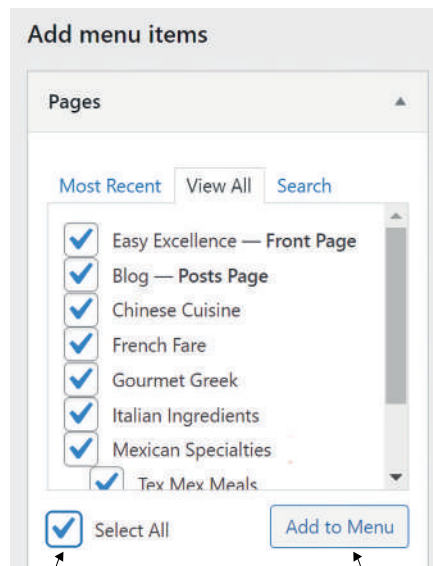 Add menu items
Pages
Most Recent View All Search
Easy Excellence — Front Page
Blog — Posts Page
Chinese Cuisine
French Fare
Gourmet Greek
Italian Ingredients
Mexican Specialties
Tex Mex Meals
Select All Add to Menu